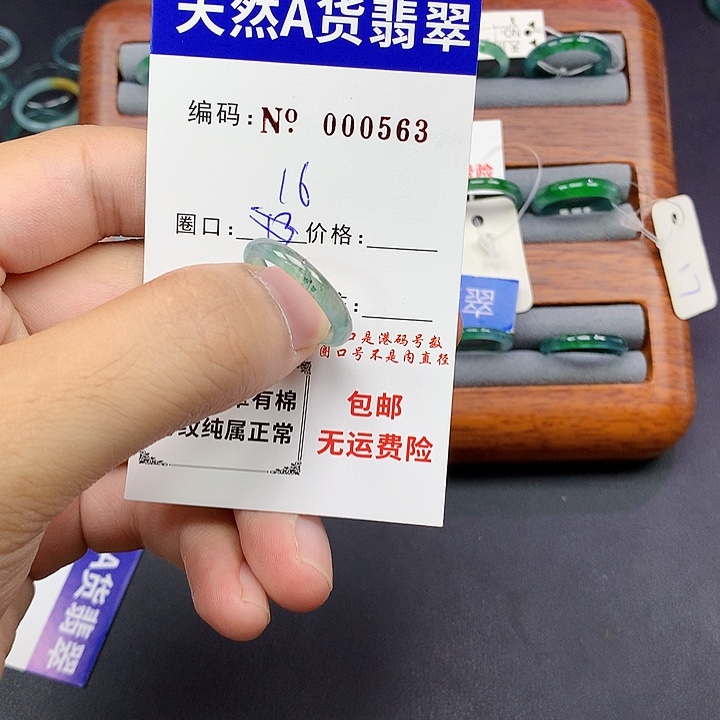 天然A货翡翠
编码: Nº 000563
16
圈口: 13 价格:
口是港码号数
圈口号不是内直径
有棉
纹纯属正常
包邮
无运费险
A货翡翠
翠
17